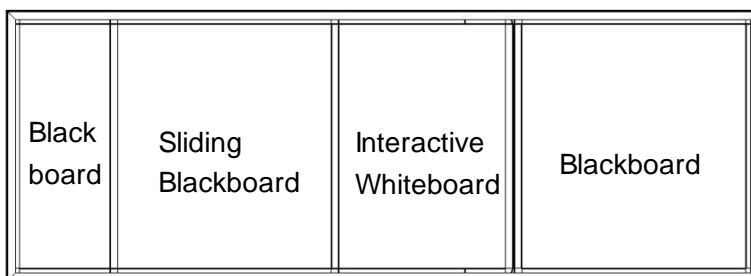 Black
board
Sliding
Blackboard
Interactive
Whiteboard
Blackboard